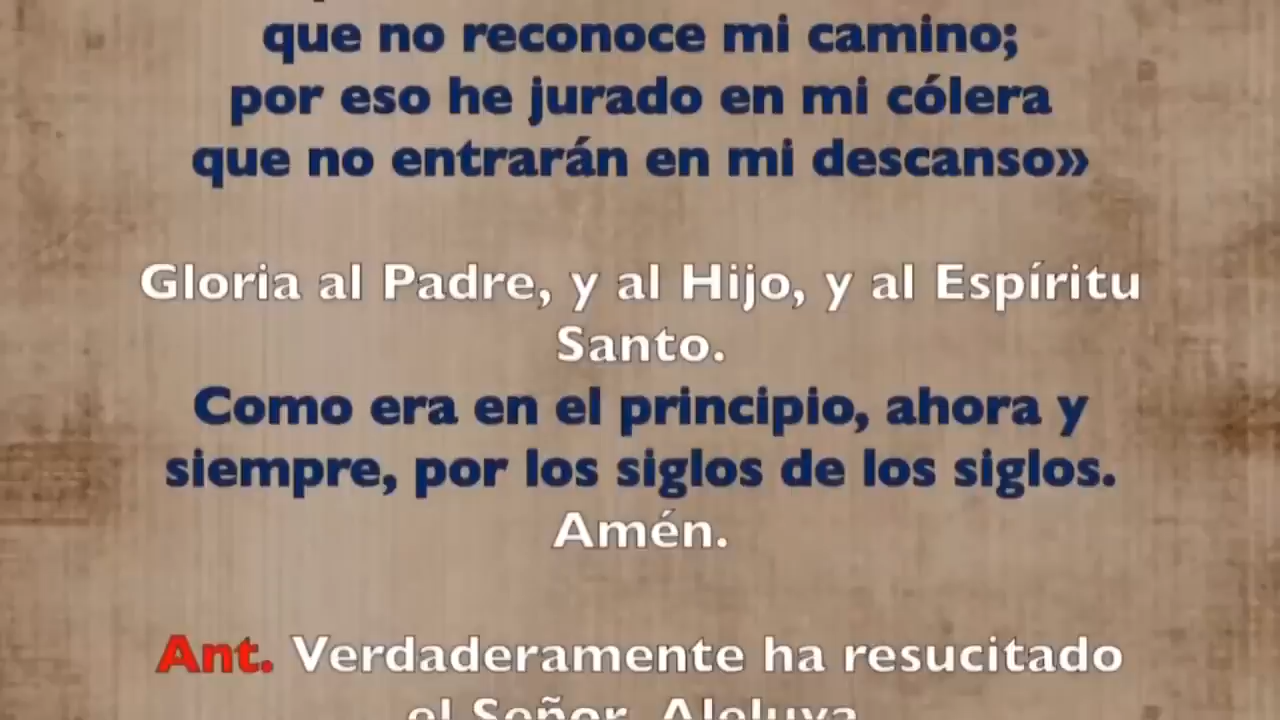 que no reconoce mi camino;
por eso he jurado en mi cólera
que no entrarán en mi descanso»
Gloria al Padre, y al Hijo, y al Espíritu
Santo.
Como era en el principio, ahora y
siempre, por los siglos de los siglos.
Amén.
Ant. Verdaderamente ha resucitado
el Señor. Aleluya